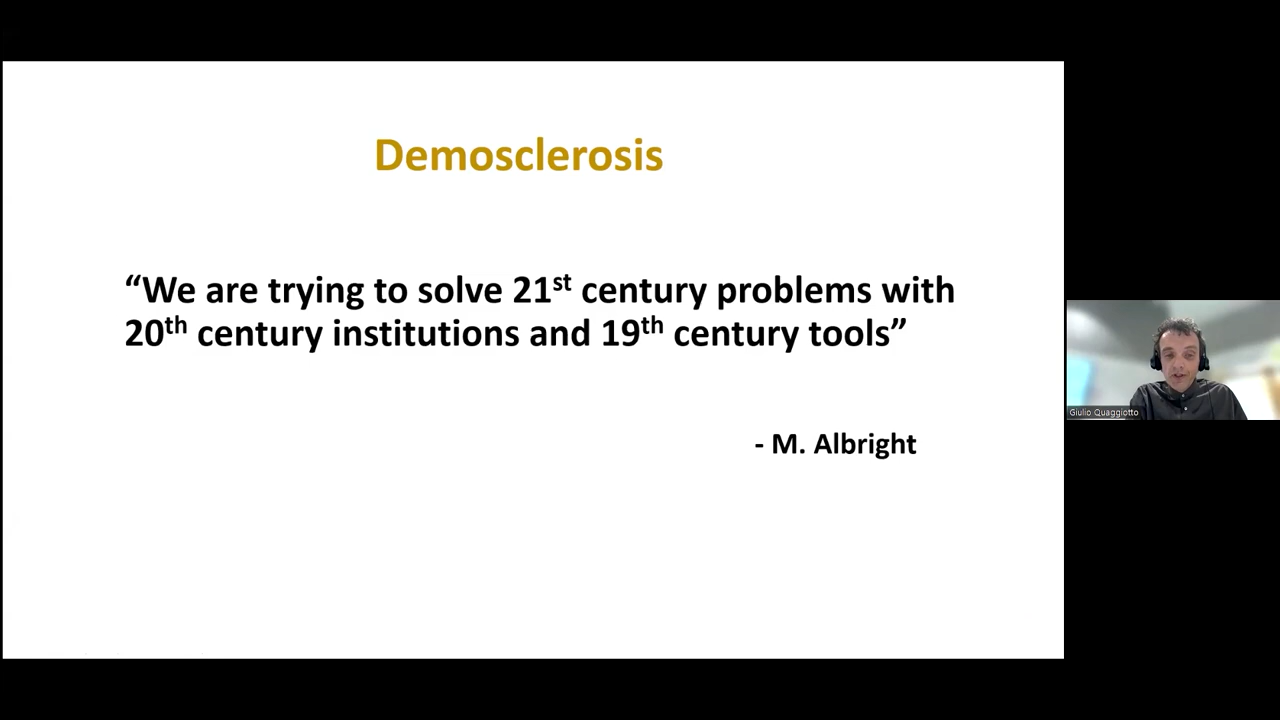 Demosclerosis
“We are trying to solve 21st century problems with
20th century institutions and 19th century tools”
- M. Albright
Giulio Quaggiotto